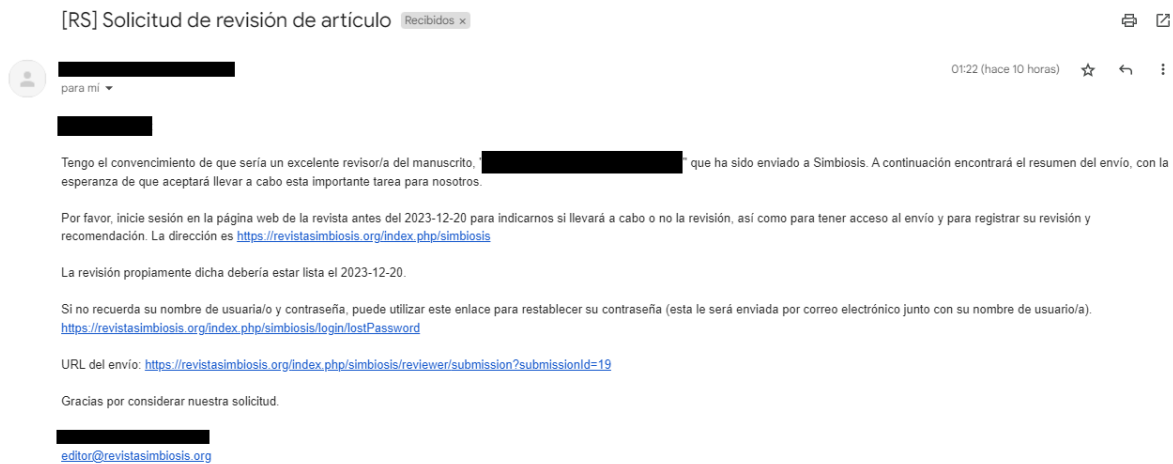 [RS] Solicitud de revisión de artículo Recibidos x
01:22 (hace 10 horas)
para mí
Tengo el convencimiento de que sería un excelente revisor/a del manuscrito, " " que ha sido enviado a Simbiosis. A continuación encontrará el resumen del envío, con la
esperanza de que aceptará llevar a cabo esta importante tarea para nosotros.
Por favor, inicie sesión en la página web de la revista antes del 2023-12-20 para indicarnos si llevará a cabo o no la revisión, así como para tener acceso al envío y para registrar su revisión y
recomendación. La dirección es https://revistasimbiosis.org/index.php/simbiosis
La revisión propiamente dicha debería estar lista el 2023-12-20.
Si no recuerda su nombre de usuaria/o y contraseña, puede utilizar este enlace para restablecer su contraseña (esta le será enviada por correo electrónico junto con su nombre de usuario/a).
https://revistasimbiosis.org/index.php/simbiosis/login/lostPassword
URL del envío: https://revistasimbiosis.org/index.php/simbiosis/reviewer/submission?submissionId=19
Gracias por considerar nuestra solicitud.
editor@revistasimbiosis.org